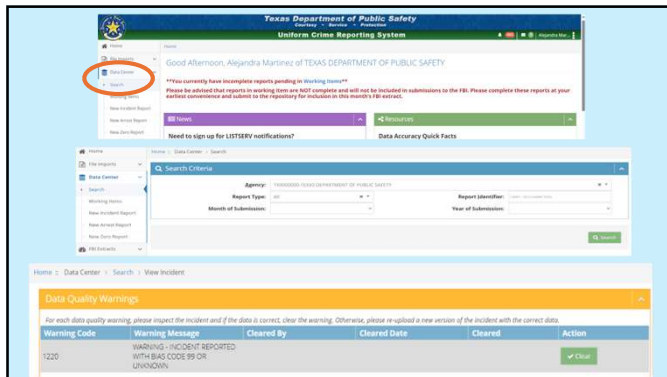 Texas Department of Public Safety
Courtesy • Service • Protection
Uniform Crime Reporting System
Alejandra Mar...
Home
Home
File Imports
Good Afternoon, Alejandra Martinez of TEXAS DEPARTMENT OF PUBLIC SAFETY
Data Center
Search
**You currently have incomplete reports pending in Working Items**
Working Items
Please be advised that reports in working item are NOT complete and will not be included in submissions to the FBI. Please complete these reports at your
earliest convenience and submit to the repository for inclusion in this month's FBI extract.
New Incident Report
New Arrest Report
News
Resources
New Zero Report
Need to sign up for LISTSERV notifications?
Data Accuracy Quick Facts
Home
Home :: Data Center > Search
File Imports
Search Criteria
Data Center
Search
Agency:
TEXAS DEPARTMENT OF PUBLIC SAFETY
Working Items
Report Type:
All
Report Identifier:
New Incident Report
Month of Submission:
Year of Submission:
New Arrest Report
New Zero Report
Search
FBI Extracts
Home :: Data Center > Search > View Incident
Data Quality Warnings
For each data quality warning, please inspect the incident and if the data is correct, clear the warning. Otherwise, please re-upload a new version of the incident with the correct data.
Warning Code Warning Message Cleared By Cleared Date Cleared Action
WARNING - INCIDENT REPORTED
1220 WITH BIAS CODE 99 OR Clear
UNKNOWN